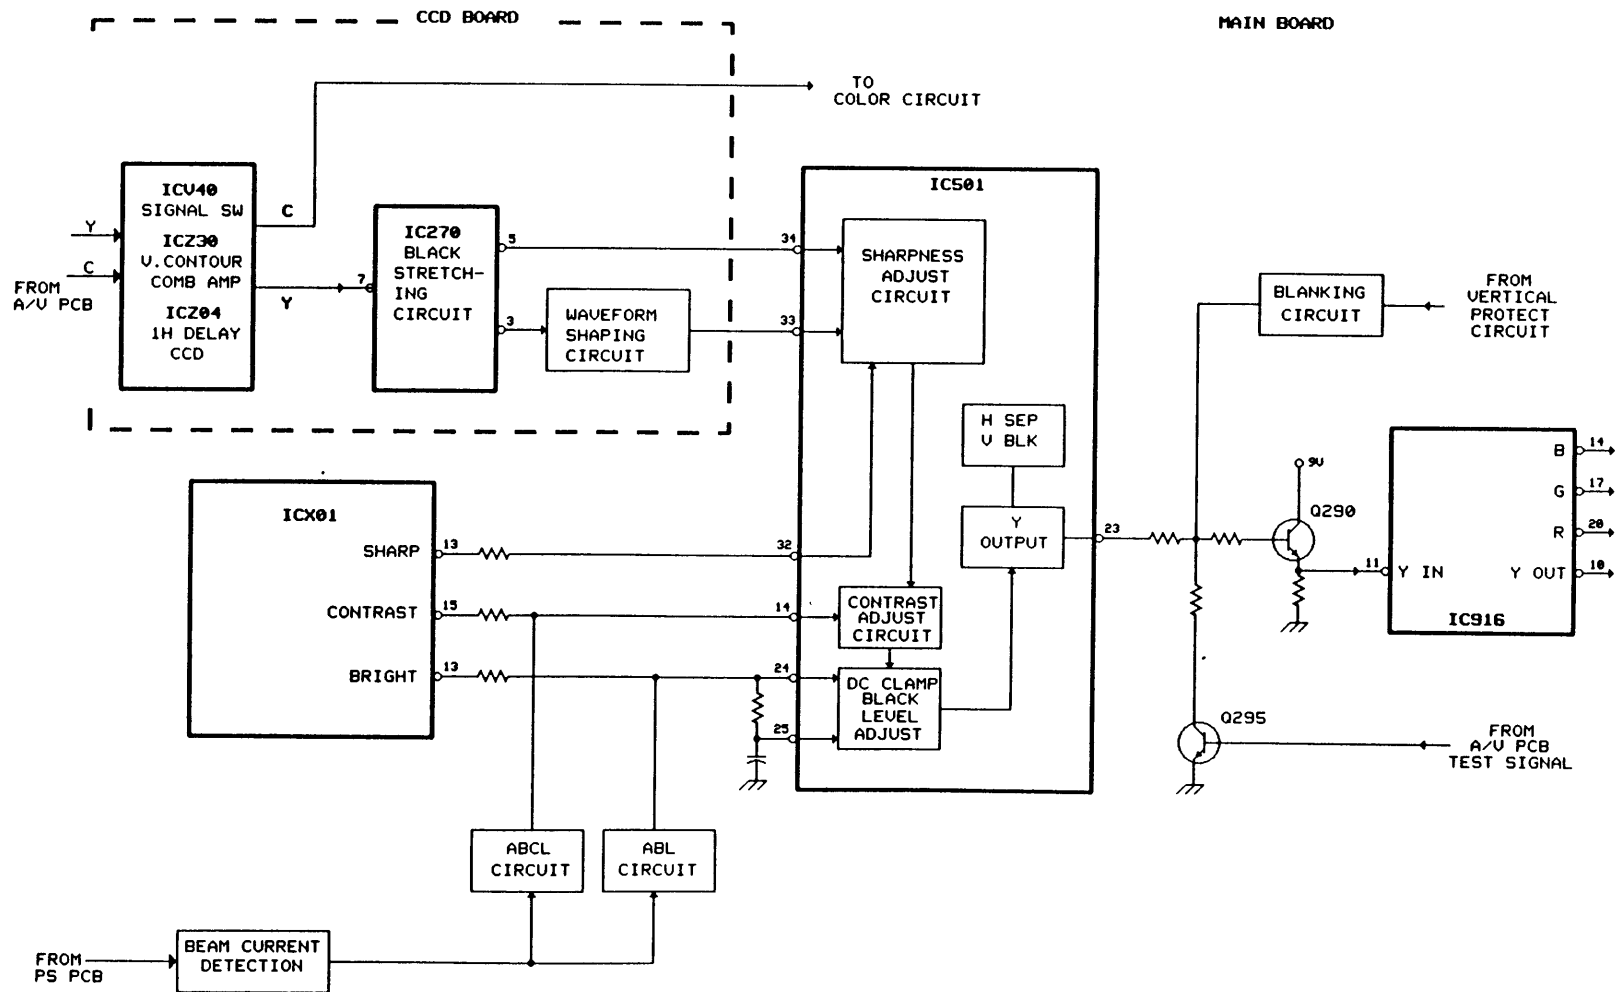 CCD BOARD
MAIN BOARD
TO
COLOR CIRCUIT
ICV40
SIGNAL SW
ICZ30
V.CONTOUR
COMB AMP
ICZ04
1H DELAY
CCD
Y
C
FROM
A/V PCB
C
Y
7
IC270
BLACK
STRETCH-
ING
CIRCUIT
5
3
WAVEFORM
SHAPING
CIRCUIT
34
33
IC501
SHARPNESS
ADJUST
CIRCUIT
H SEP
V BLK
Y
OUTPUT
23
BLANKING
CIRCUIT
FROM
VERTICAL
PROTECT
CIRCUIT
9V
Q290
11
Y IN
B
14
G
17
R
20
Y OUT
10
IC916
ICX01
SHARP
13
32
CONTRAST
15
14
CONTRAST
ADJUST
CIRCUIT
BRIGHT
13
24
25
DC CLAMP
BLACK
LEVEL
ADJUST
Q295
FROM
A/V PCB
TEST SIGNAL
ABCL
CIRCUIT
ABL
CIRCUIT
FROM
PS PCB
BEAM CURRENT
DETECTION